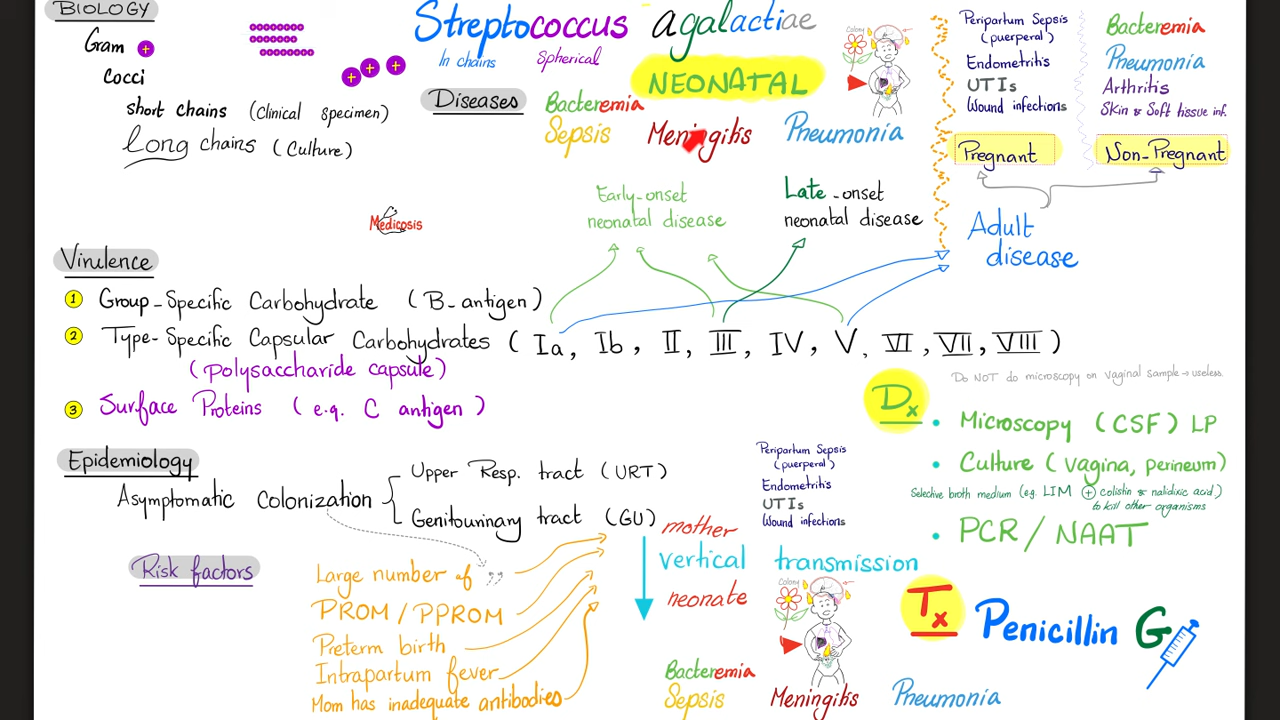 BIOLOGY
Gram +
Cocci
short chains (Clinical specimen)
Long chains (Culture)
+ + +
Streptococcus agalactiae
In chains Spherical
NEONATAL
Diseases
Bacteremia
Sepsis Meningitis Pneumonia
Colony
Peripartum Sepsis
(puerperal)
Endometritis
UTIs
Wound infections
Pregnant
Bacteremia
Pneumonia
Arthritis
Skin & Soft tissue inf.
Non-Pregnant
Adult
disease
Early-onset
neonatal disease
Late-onset
neonatal disease
Medicosis
Virulence
1 Group-Specific Carbohydrate (B-antigen)
2 Type-Specific Capsular Carbohydrates (Ia, Ib, II, III, IV, V, VI, VII, VIII)
(polysaccharide capsule)
3 Surface Proteins (e.g. C antigen)
Dx
Do NOT do microscopy on vaginal sample → useless.
• Microscopy (CSF) LP
• Culture (vagina, perineum)
Selective broth medium (e.g. LIM + colistin & nalidixic acid)
to kill other organisms
• PCR / NAAT
Epidemiology
Asymptomatic Colonization
Upper Resp. tract (URT)
Genitourinary tract (GU)
Peripartum Sepsis
(puerperal)
Endometritis
UTIs
Wound infections
mother
vertical transmission
neonate
Colony
Bacteremia
Sepsis Meningitis Pneumonia
Risk factors
Large number of ,,
PROM / PPROM
Preterm birth
Intrapartum fever
Mom has inadequate antibodies
Tx Penicillin G